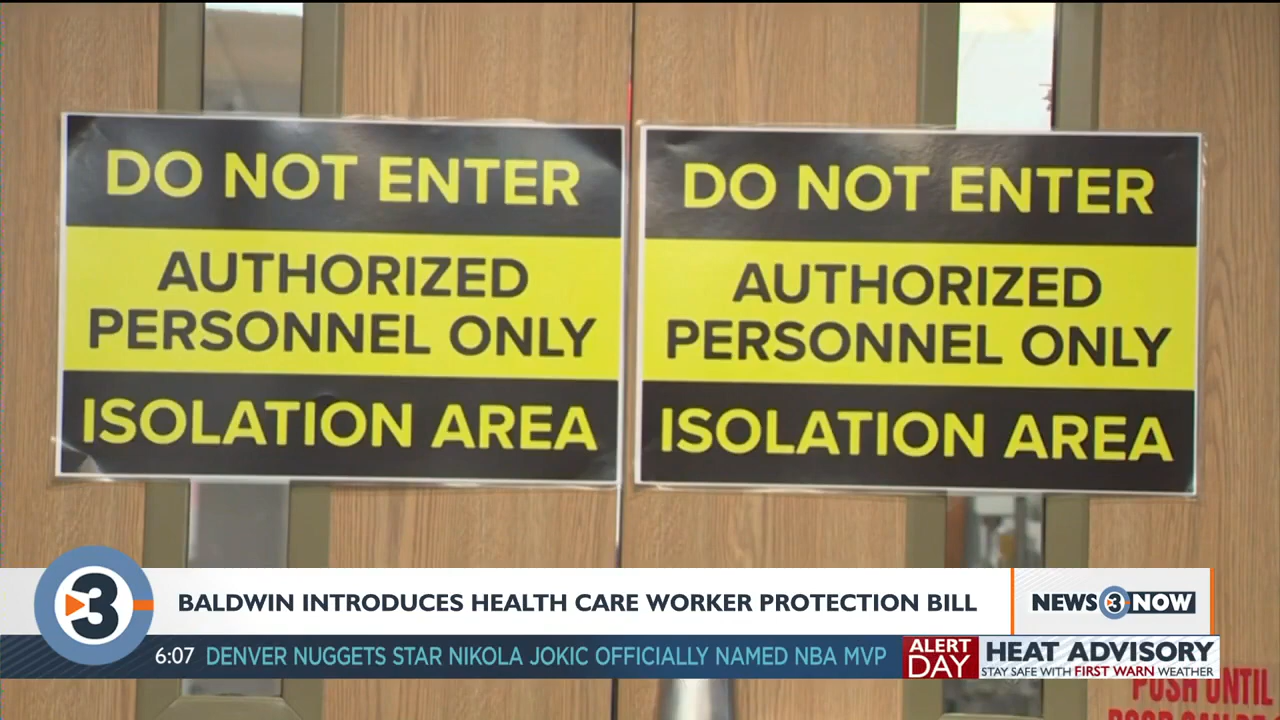 DO NOT ENTER
AUTHORIZED
PERSONNEL ONLY
ISOLATION AREA
DO NOT ENTER
AUTHORIZED
PERSONNEL ONLY
ISOLATION AREA
3
BALDWIN INTRODUCES HEALTH CARE WORKER PROTECTION BILL
NEWS 3 NOW
6:07 DENVER NUGGETS STAR NIKOLA JOKIC OFFICIALLY NAMED NBA MVP
ALERT
DAY
HEAT ADVISORY
STAY SAFE WITH FIRST WARN WEATHER
PUSH UNTIL